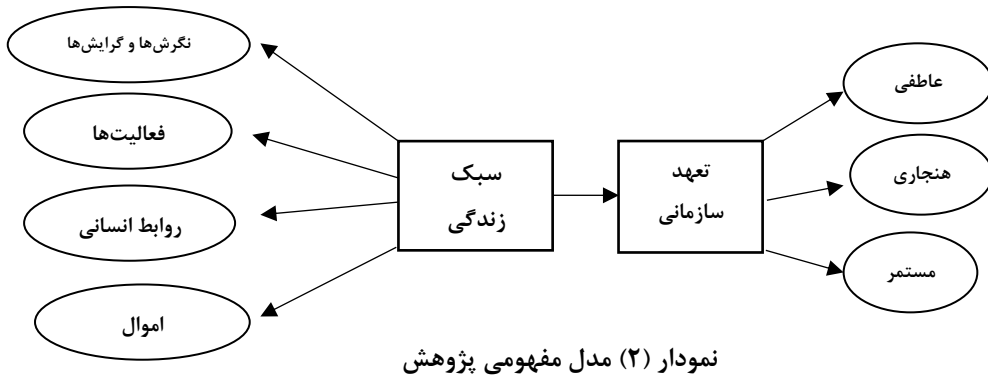 نگرش‌ها و گرایش‌ها
فعالیت‌ها
روابط انسانی
اموال
سبک
زندگی
تعهد
سازمانی
عاطفی
هنجاری
مستمر
نمودار (۲) مدل مفهومی پژوهش